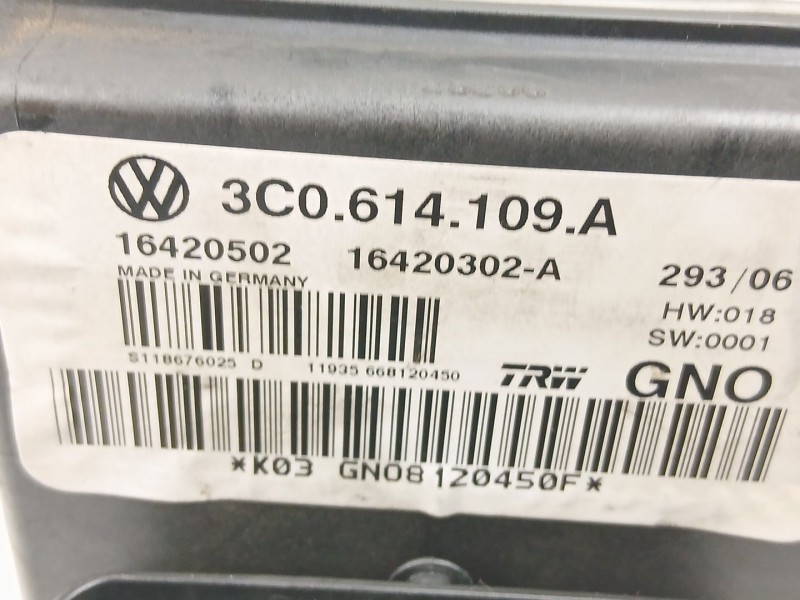 3C0.614.109.A
16420502 16420302-A 293/06
MADE IN GERMANY HW:018
SW:0001
S118676025 D 11935 668120450 TRW GNO
*K03 GN08120450F*